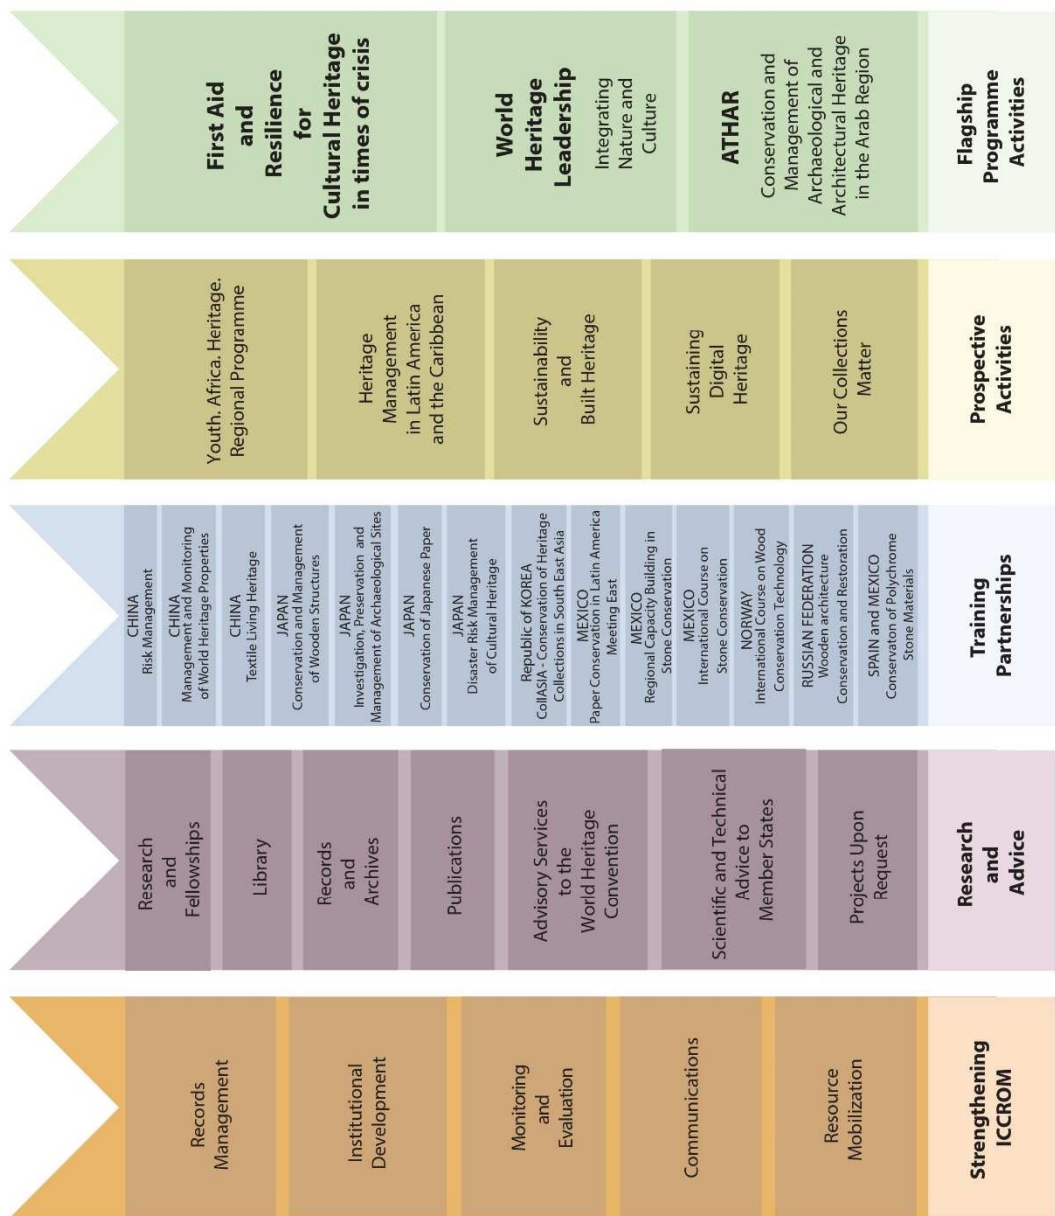 Strengthening
ICCROM
Resource
Mobilization
Communications
Monitoring
and
Evaluation
Institutional
Development
Records
Management
Research
and
Advice
Projects Upon
Request
Scientific and Technical
Advice to
Member States
Advisory Services
to the
World Heritage
Convention
Publications
Records
and
Archives
Library
Research
and
Fellowships
Training
Partnerships
SPAIN and MEXICO
Conservaton of Polychrome
Stone Materials
RUSSIAN FEDERATION
Wooden architecture
Conservation and Restoration
NORWAY
International Course on Wood
Conservation Technology
MEXICO
International Course on
Stone Conservation
MEXICO
Regional Capacity Building in
Stone Conservation
MEXICO
Paper Conservation in Latin America
Meeting East
Republic of KOREA
CollASIA - Conservation of Heritage
Collections in South East Asia
JAPAN
Disaster Risk Management
of Cultural Heritage
JAPAN
Conservation of Japanese Paper
JAPAN
Investigation, Preservation and
Management of Archaeological Sites
JAPAN
Conservation and Management
of Wooden Structures
CHINA
Textile Living Heritage
CHINA
Management and Monitoring
of World Heritage Properties
CHINA
Risk Management
Prospective
Activities
Our Collections
Matter
Sustaining
Digital
Heritage
Sustainability
and
Built Heritage
Heritage
Management
in Latin America
and the Caribbean
Youth. Africa. Heritage.
Regional Programme
Flagship
Programme
Activities
ATHAR
Conservation and
Management of
Archaeological and
Architectural Heritage
in the Arab Region
World
Heritage
Leadership
Integrating
Nature and
Culture
First Aid
and
Resilience
for
Cultural Heritage
in times of crisis